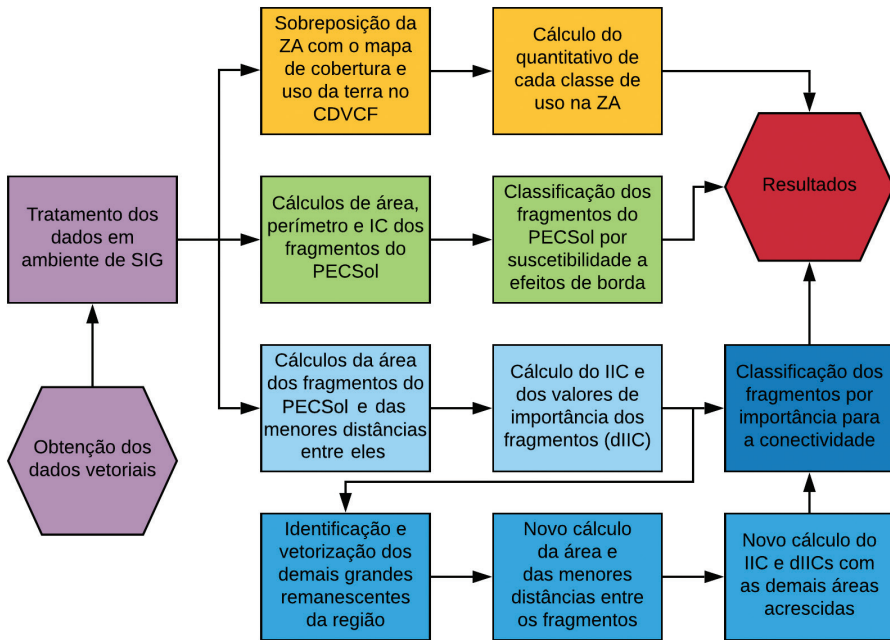 Sobreposição da
ZA com o mapa
de cobertura e
uso da terra no
CDVCF
Cálculo do
quantitativo de
cada classe de
uso na ZA
Resultados
Tratamento dos
dados em
ambiente de SIG
Cálculos de área,
perímetro e IC dos
fragmentos do
PECSol
Classificação dos
fragmentos do
PECSol por
suscetibilidade a
efeitos de borda
Obtenção dos
dados vetoriais
Cálculos da área
dos fragmentos do
PECSol e das
menores distâncias
entre eles
Cálculo do IIC e
dos valores de
importância dos
fragmentos (dIIC)
Classificação dos
fragmentos por
importância para
a conectividade
Identificação e
vetorização dos
demais grandes
remanescentes
da região
Novo cálculo
da área e
das menores
distâncias entre
os fragmentos
Novo cálculo do
IIC e dIICs com
as demais áreas
acrescidas